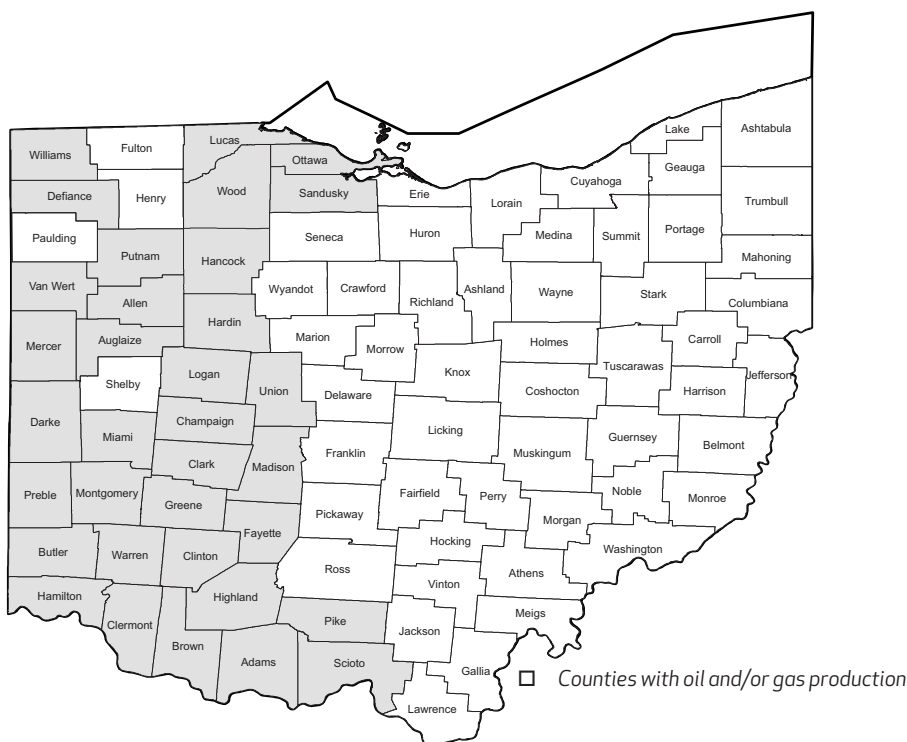 Lake
Ashtabula
Lucas
Fulton
Williams
Ottawa
Geauga
Cuyahoga
Wood
Sandusky
Erie
Defiance
Henry
Lorain
Trumbull
Paulding
Seneca
Huron
Medina
Summit
Portage
Putnam
Hancock
Mahoning
Van Wert
Allen
Wyandot
Crawford
Richland
Ashland
Wayne
Stark
Columbiana
Hardin
Mercer
Auglaize
Marion
Morrow
Holmes
Carroll
Tuscarawas
Shelby
Logan
Union
Knox
Jefferson
Delaware
Coshocton
Harrison
Darke
Champaign
Miami
Licking
Guernsey
Belmont
Franklin
Muskingum
Clark
Madison
Preble
Montgomery
Fairfield
Perry
Noble
Monroe
Greene
Pickaway
Morgan
Fayette
Hocking
Washington
Butler
Warren
Clinton
Ross
Athens
Vinton
Hamilton
Highland
Clermont
Pike
Meigs
Jackson
Brown
Adams
Scioto
Gallia
Counties with oil and/or gas production
Lawrence